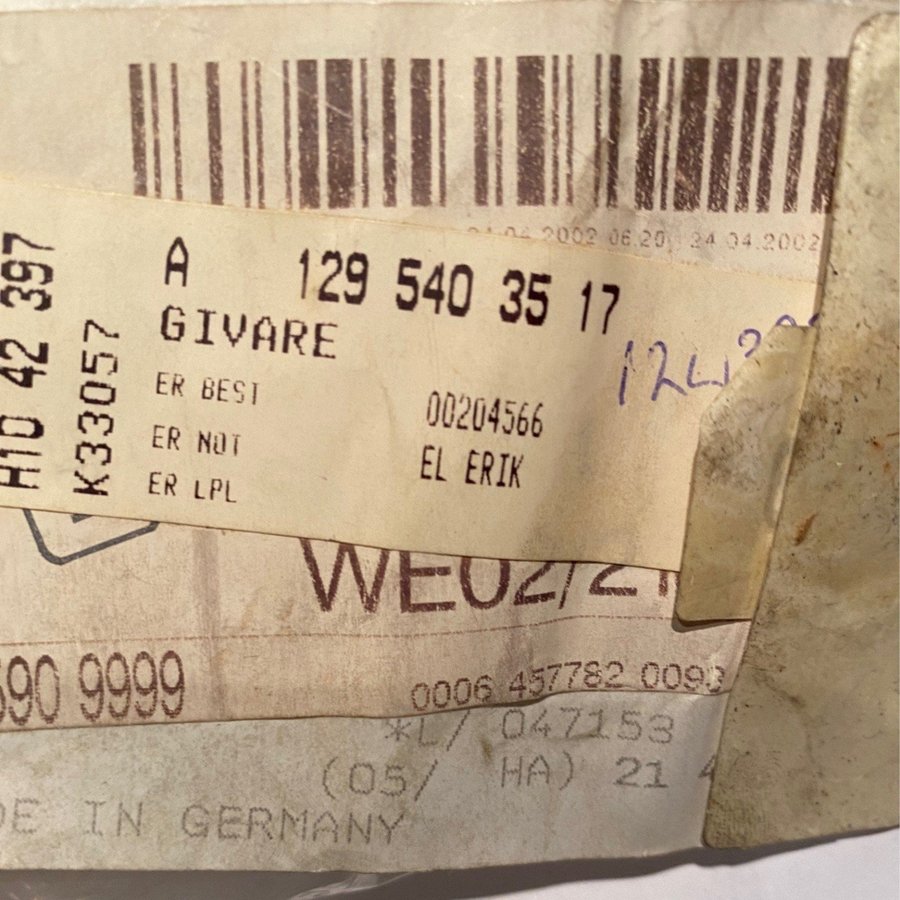 24.04.2002 06.20 24.04.2002
A 129 540 35 17
GIVARE
ER BEST 00204566
ER NOT EL ERIK
ER LPL
H10 42 397
K33057
WE02/21
590 9999
0006 457782 0093
*L/ 047153
(05/ HA) 21 4
DE IN GERMANY